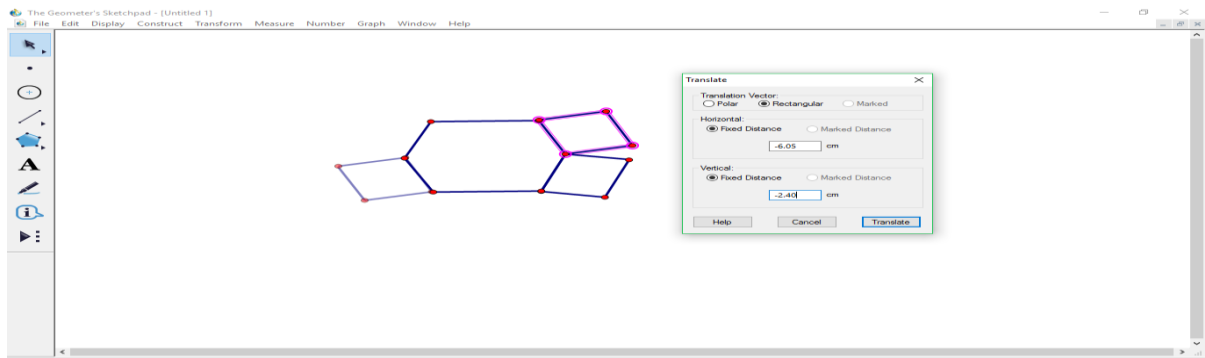 The Geometer's Sketchpad - [Untitled 1]
File Edit Display Construct Transform Measure Number Graph Window Help
A
Translate
Translation Vector:
Polar Rectangular Marked
Horizontal:
Fixed Distance Marked Distance
-6.05 cm
Vertical:
Fixed Distance Marked Distance
-2.40 cm
Help Cancel Translate